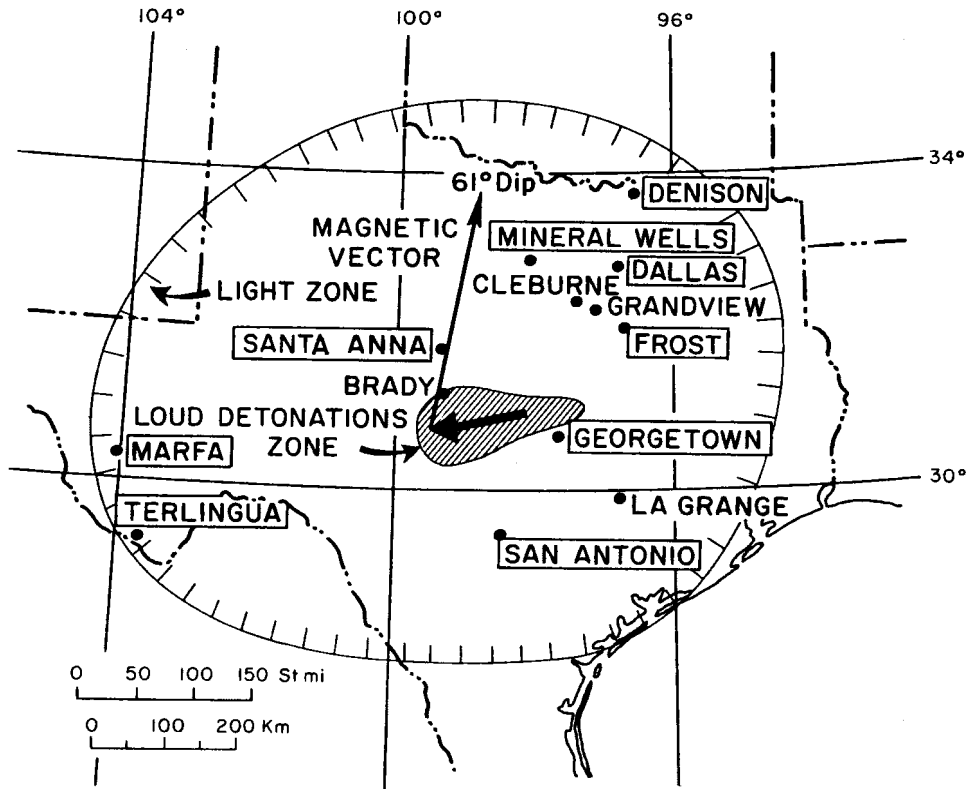 104°
100°
96°
34°
61° Dip
DENISON
MAGNETIC
VECTOR
MINERAL WELLS
DALLAS
CLEBURNE
GRANDVIEW
LIGHT ZONE
SANTA ANNA
FROST
BRADY
LOUD DETONATIONS
ZONE
GEORGETOWN
MARFA
30°
LA GRANGE
TERLINGUA
SAN ANTONIO
0 50 100 150 St mi
0 100 200 Km